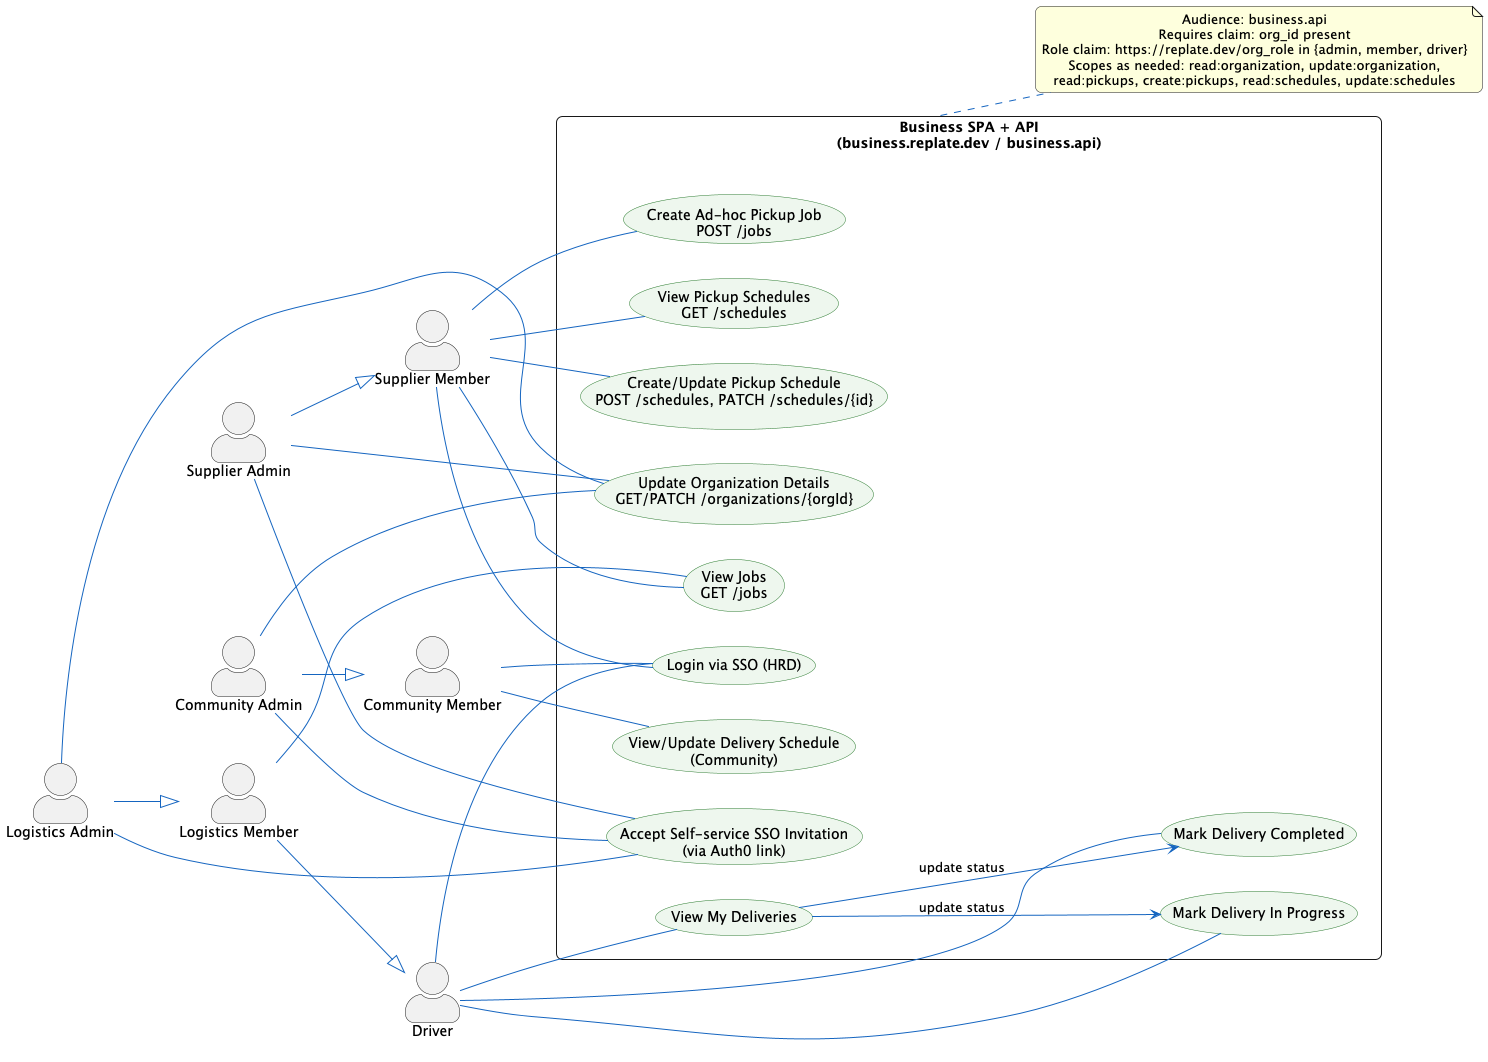 Audience: business.api
Requires claim: org_id present
Role claim: https://replate.dev/org_role in {admin, member, driver}
Scopes as needed: read:organization, update:organization,
read:pickups, create:pickups, read:schedules, update:schedules
Business SPA + API
(business.replate.dev / business.api)
Create Ad-hoc Pickup Job
POST /jobs
View Pickup Schedules
GET /schedules
Supplier Member
Create/Update Pickup Schedule
POST /schedules, PATCH /schedules/{id}
Supplier Admin
Update Organization Details
GET/PATCH /organizations/{orgId}
View Jobs
GET /jobs
Login via SSO (HRD)
Community Admin
Community Member
View/Update Delivery Schedule
(Community)
Logistics Admin
Logistics Member
Accept Self-service SSO Invitation
(via Auth0 link)
Mark Delivery Completed
update status
View My Deliveries
update status
Mark Delivery In Progress
Driver